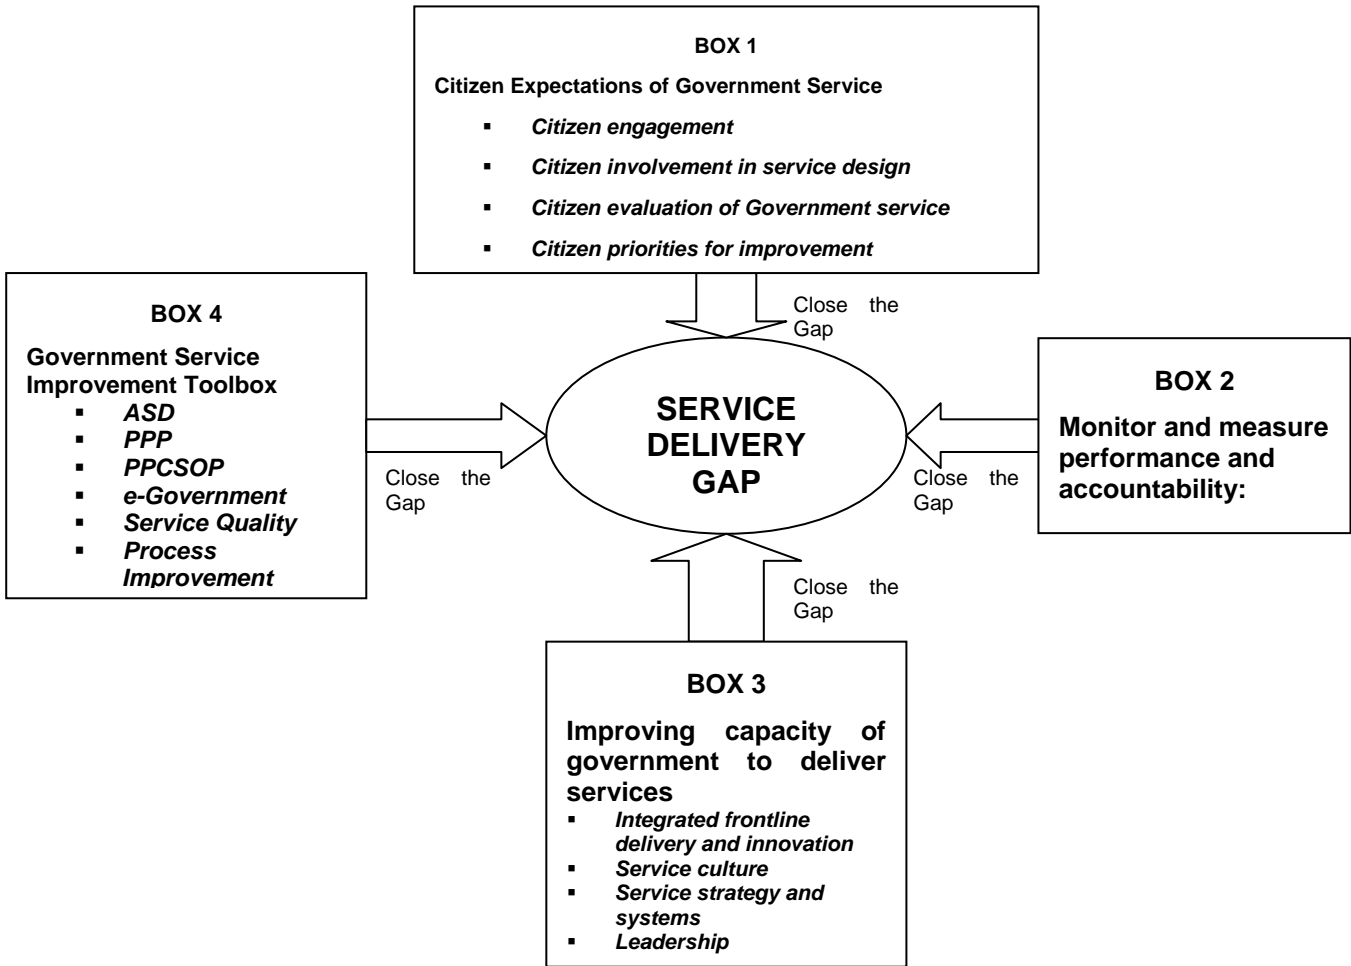 BOX 1
Citizen Expectations of Government Service
▪ Citizen engagement
▪ Citizen involvement in service design
▪ Citizen evaluation of Government service
▪ Citizen priorities for improvement
Close the
Gap
BOX 4
Government Service
Improvement Toolbox
▪ ASD
▪ PPP
▪ PPCSOP
▪ e-Government
▪ Service Quality
▪ Process
Improvement
Close the
Gap
SERVICE
DELIVERY
GAP
Close the
Gap
BOX 2
Monitor and measure
performance and
accountability:
Close the
Gap
BOX 3
Improving capacity of
government to deliver
services
▪ Integrated frontline
delivery and innovation
▪ Service culture
▪ Service strategy and
systems
▪ Leadership